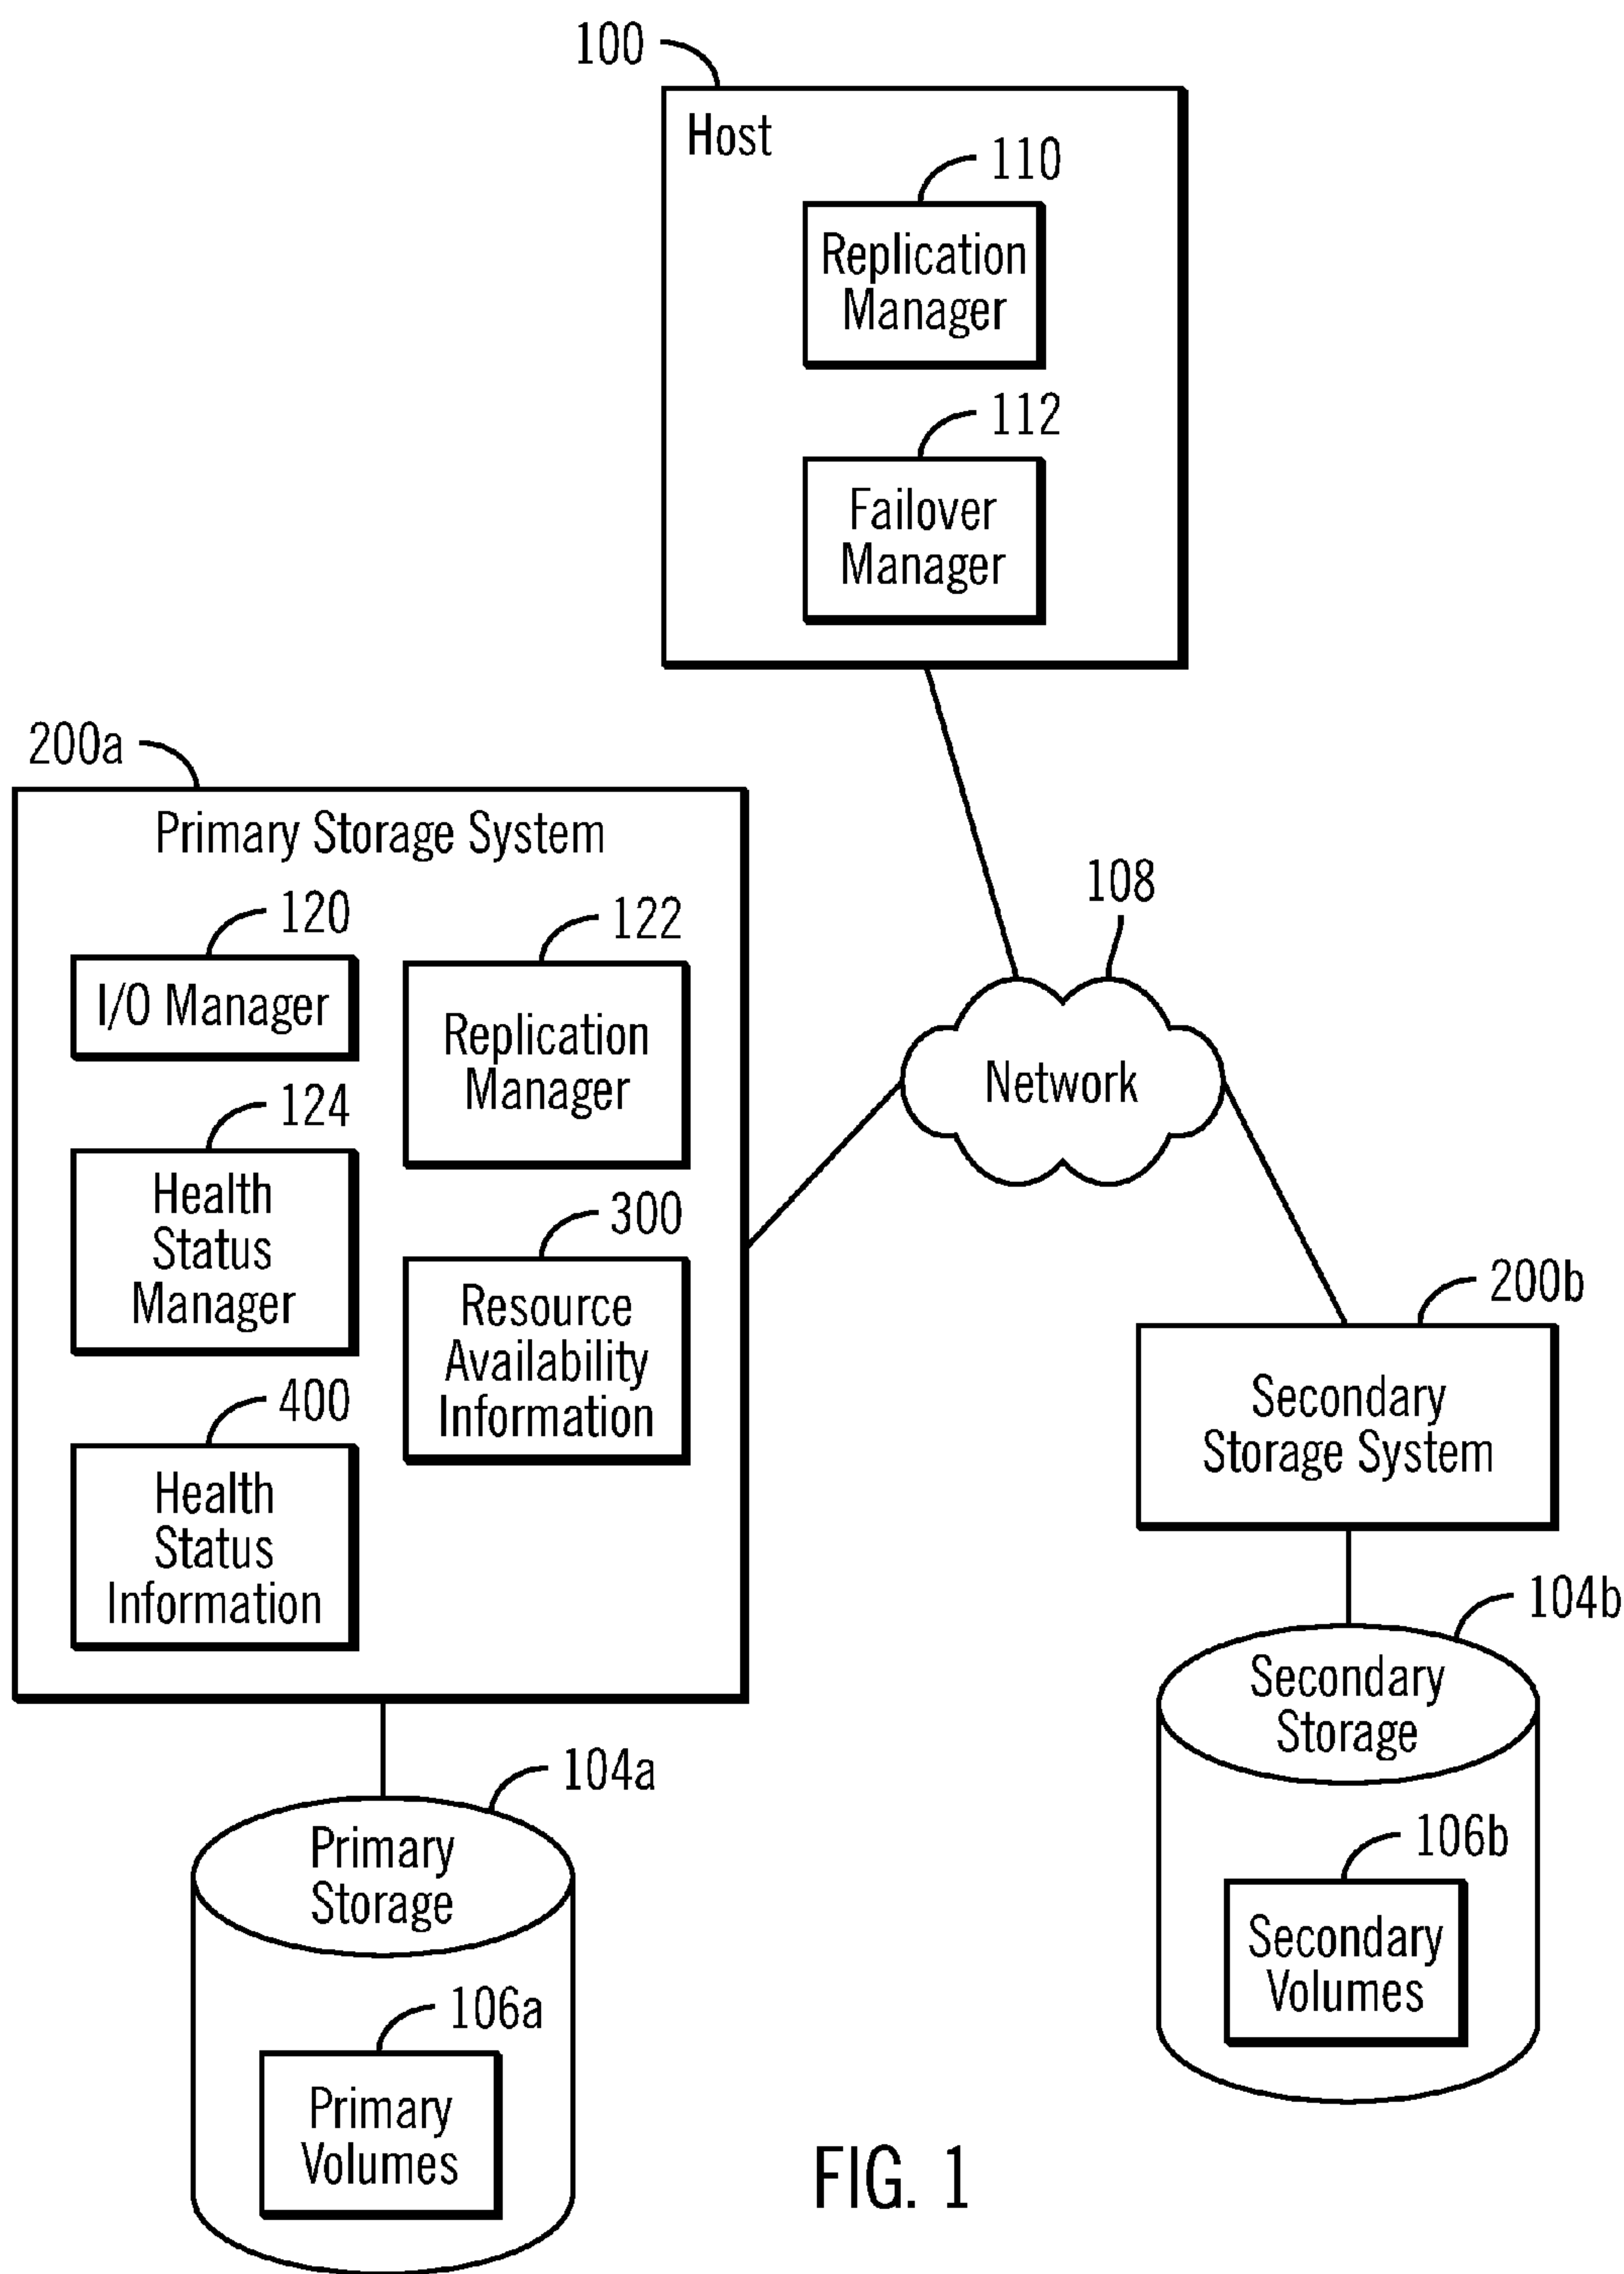 100
Host
110
Replication
Manager
112
Failover
Manager
200a
Primary Storage System
120
I/O Manager
122
Replication
Manager
124
Health
Status
Manager
300
Resource
Availability
Information
400
Health
Status
Information
108
Network
200b
Secondary
Storage System
104b
Secondary
Storage
106b
Secondary
Volumes
104a
Primary
Storage
106a
Primary
Volumes
FIG. 1